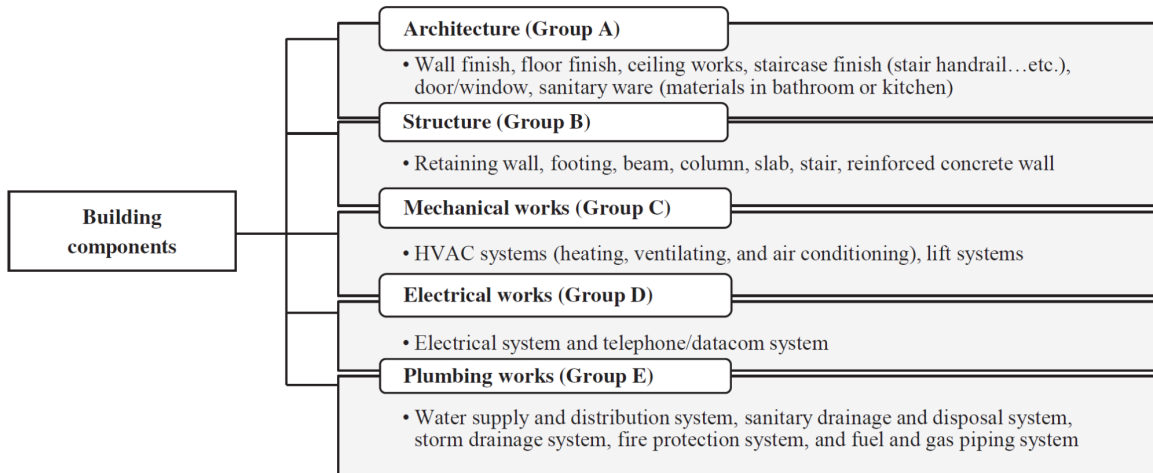 Building
components
Architecture (Group A)
• Wall finish, floor finish, ceiling works, staircase finish (stair handrail…etc.),
door/window, sanitary ware (materials in bathroom or kitchen)
Structure (Group B)
• Retaining wall, footing, beam, column, slab, stair, reinforced concrete wall
Mechanical works (Group C)
• HVAC systems (heating, ventilating, and air conditioning), lift systems
Electrical works (Group D)
• Electrical system and telephone/datacom system
Plumbing works (Group E)
• Water supply and distribution system, sanitary drainage and disposal system,
storm drainage system, fire protection system, and fuel and gas piping system